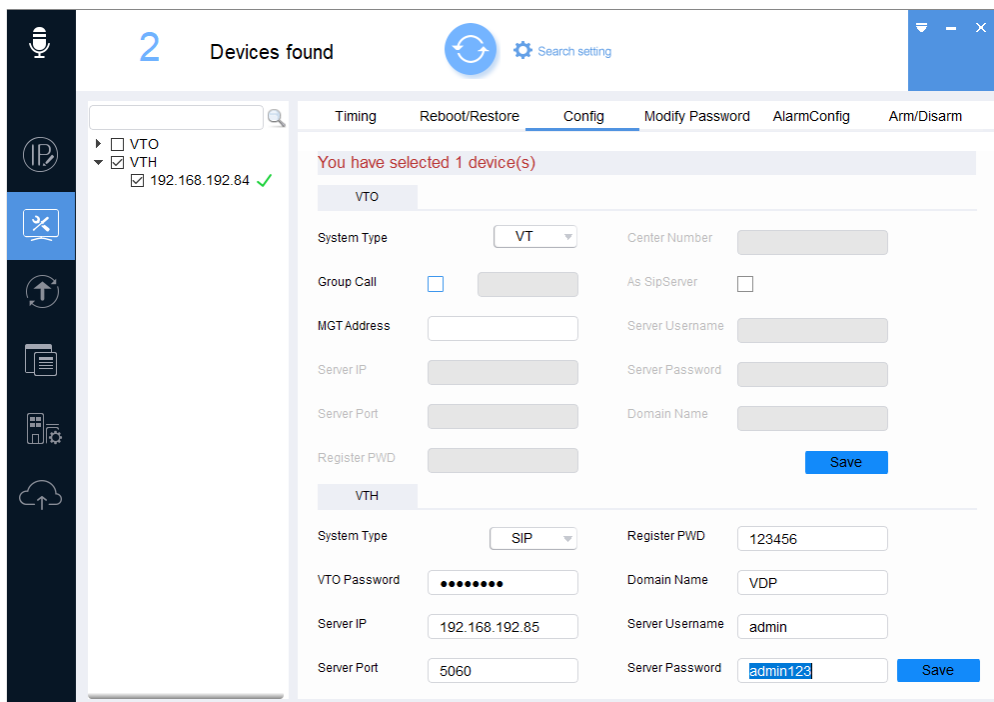 2 Devices found Search setting
Timing Reboot/Restore Config Modify Password AlarmConfig Arm/Disarm
VTO
VTH
192.168.192.84
You have selected 1 device(s)
VTO
System Type VT Center Number
Group Call As SipServer
MGT Address Server Username
Server IP Server Password
Server Port Domain Name
Register PWD Save
VTH
System Type SIP Register PWD 123456
VTO Password ●●●●●●●● Domain Name VDP
Server IP 192.168.192.85 Server Username admin
Server Port 5060 Server Password admin123 Save
IP